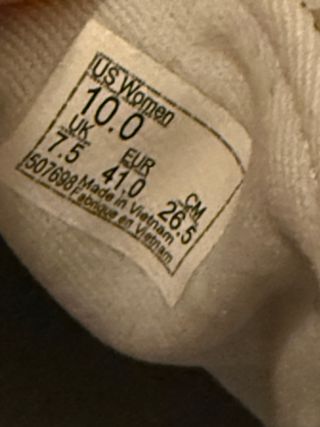 US Women
10.0
UK EUR CM
7.5 41.0 26.5
507698 Made in Vietnam
Fabriqué en Vietnam